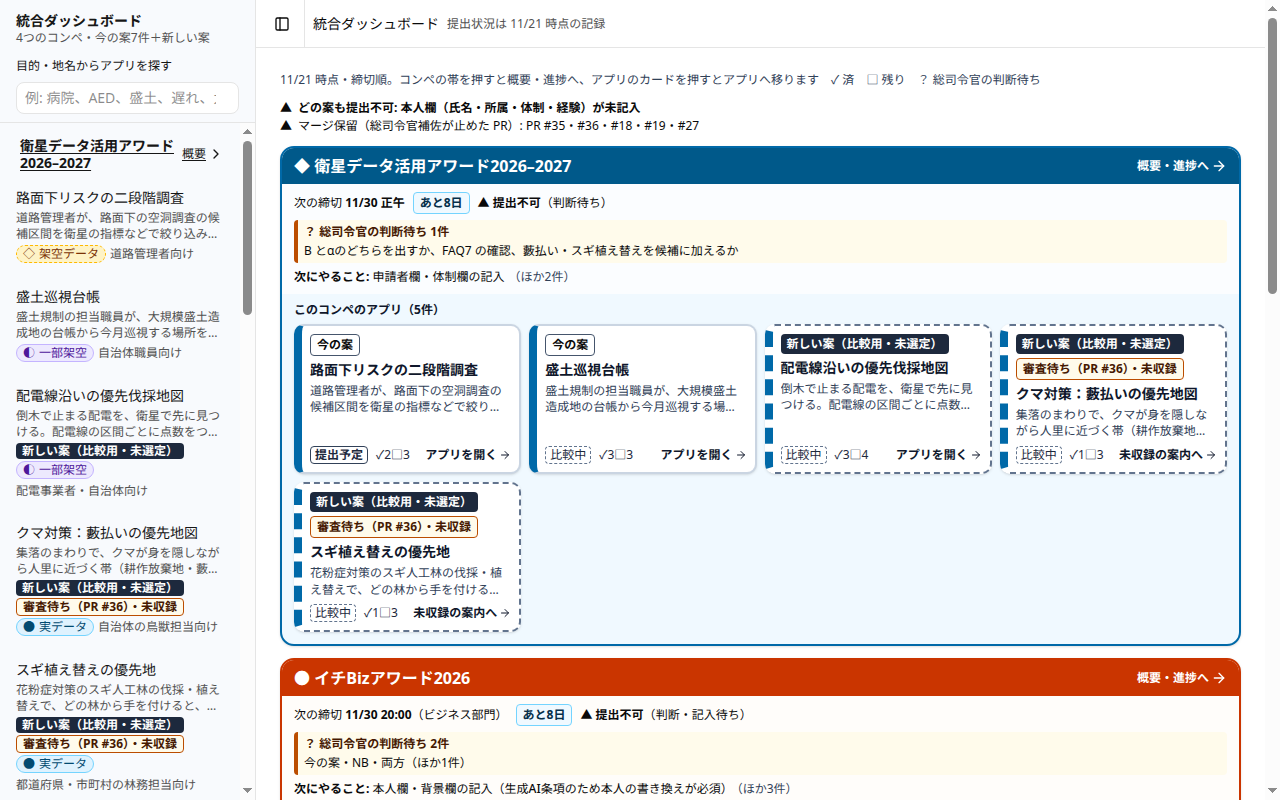 統合ダッシュボード
4つのコンペ・今の案7件＋新しい案
目的・地名からアプリを探す
例: 病院、AED、盛土、遅れ、
衛星データ活用アワード
2026–2027
概要
路面下リスクの二段階調査
道路管理者が、路面下の空洞調査の候
補区間を衛星の指標などで絞り込み…
◇ 架空データ 道路管理者向け
盛土巡視台帳
盛土規制の担当職員が、大規模盛土造
成地の台帳から今月巡視する場所を…
一部架空 自治体職員向け
配電線沿いの優先伐採地図
倒木で止まる配電を、衛星で先に見つ
ける。配電線の区間ごとに点数をつ…
新しい案（比較用・未選定）
一部架空
配電事業者・自治体向け
クマ対策：藪払いの優先地図
集落のまわりで、クマが身を隠しなが
ら人里に近づく帯（耕作放棄地・藪…
新しい案（比較用・未選定）
審査待ち（PR #36）・未収録
実データ 自治体の鳥獣担当向け
スギ植え替えの優先地
花粉症対策のスギ人工林の伐採・植え
替えで、どの林から手を付けると、…
新しい案（比較用・未選定）
審査待ち（PR #36）・未収録
実データ
都道府県・市町村の林務担当向け
統合ダッシュボード 提出状況は 11/21 時点の記録
11/21 時点・締切順。コンペの帯を押すと概要・進捗へ、アプリのカードを押すとアプリへ移ります ✓ 済 □ 残り ？ 総司令官の判断待ち
▲ どの案も提出不可: 本人欄（氏名・所属・体制・経験）が未記入
▲ マージ保留（総司令官補佐が止めた PR）: PR #35・#36・#18・#19・#27
◆ 衛星データ活用アワード2026–2027 概要・進捗へ →
次の締切 11/30 正午 あと8日 ▲ 提出不可（判断待ち）
？ 総司令官の判断待ち 1件
B とαのどちらを出すか、FAQ7 の確認、藪払い・スギ植え替えを候補に加えるか
次にやること: 申請者欄・体制欄の記入 （ほか2件）
このコンペのアプリ（5件）
今の案
路面下リスクの二段階調査
道路管理者が、路面下の空洞調査の
候補区間を衛星の指標などで絞り…
提出予定 ✓2□3 アプリを開く →
今の案
盛土巡視台帳
盛土規制の担当職員が、大規模盛土
造成地の台帳から今月巡視する場…
比較中 ✓3□3 アプリを開く →
新しい案（比較用・未選定）
配電線沿いの優先伐採地図
倒木で止まる配電を、衛星で先に見
つける。配電線の区間ごとに点数…
比較中 ✓3□4 アプリを開く →
新しい案（比較用・未選定）
審査待ち（PR #36）・未収録
クマ対策：藪払いの優先地図
集落のまわりで、クマが身を隠しな
がら人里に近づく帯（耕作放棄地…
比較中 ✓1□3 未収録の案内へ →
新しい案（比較用・未選定）
審査待ち（PR #36）・未収録
スギ植え替えの優先地
花粉症対策のスギ人工林の伐採・植
え替えで、どの林から手を付ける…
比較中 ✓1□3 未収録の案内へ →
● イチBizアワード2026 概要・進捗へ →
次の締切 11/30 20:00（ビジネス部門） あと8日 ▲ 提出不可（判断・記入待ち）
？ 総司令官の判断待ち 2件
今の案・NB・両方（ほか1件）
次にやること: 本人欄・背景欄の記入（生成AI条項のため本人の書き換えが必須） （ほか3件）